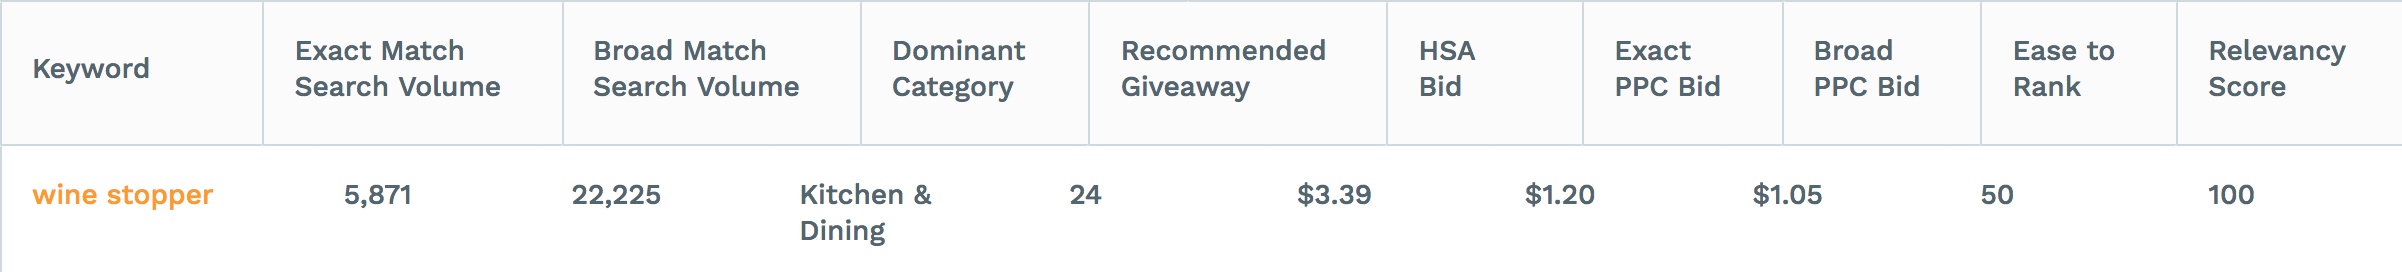 Keyword
Exact Match
Search Volume
Broad Match
Search Volume
Dominant
Category
Recommended
Giveaway
HSA
Bid
Exact
PPC Bid
Broad
PPC Bid
Ease to
Rank
Relevancy
Score
wine stopper
5,871
22,225
Kitchen &
Dining
24
$3.39
$1.20
$1.05
50
100